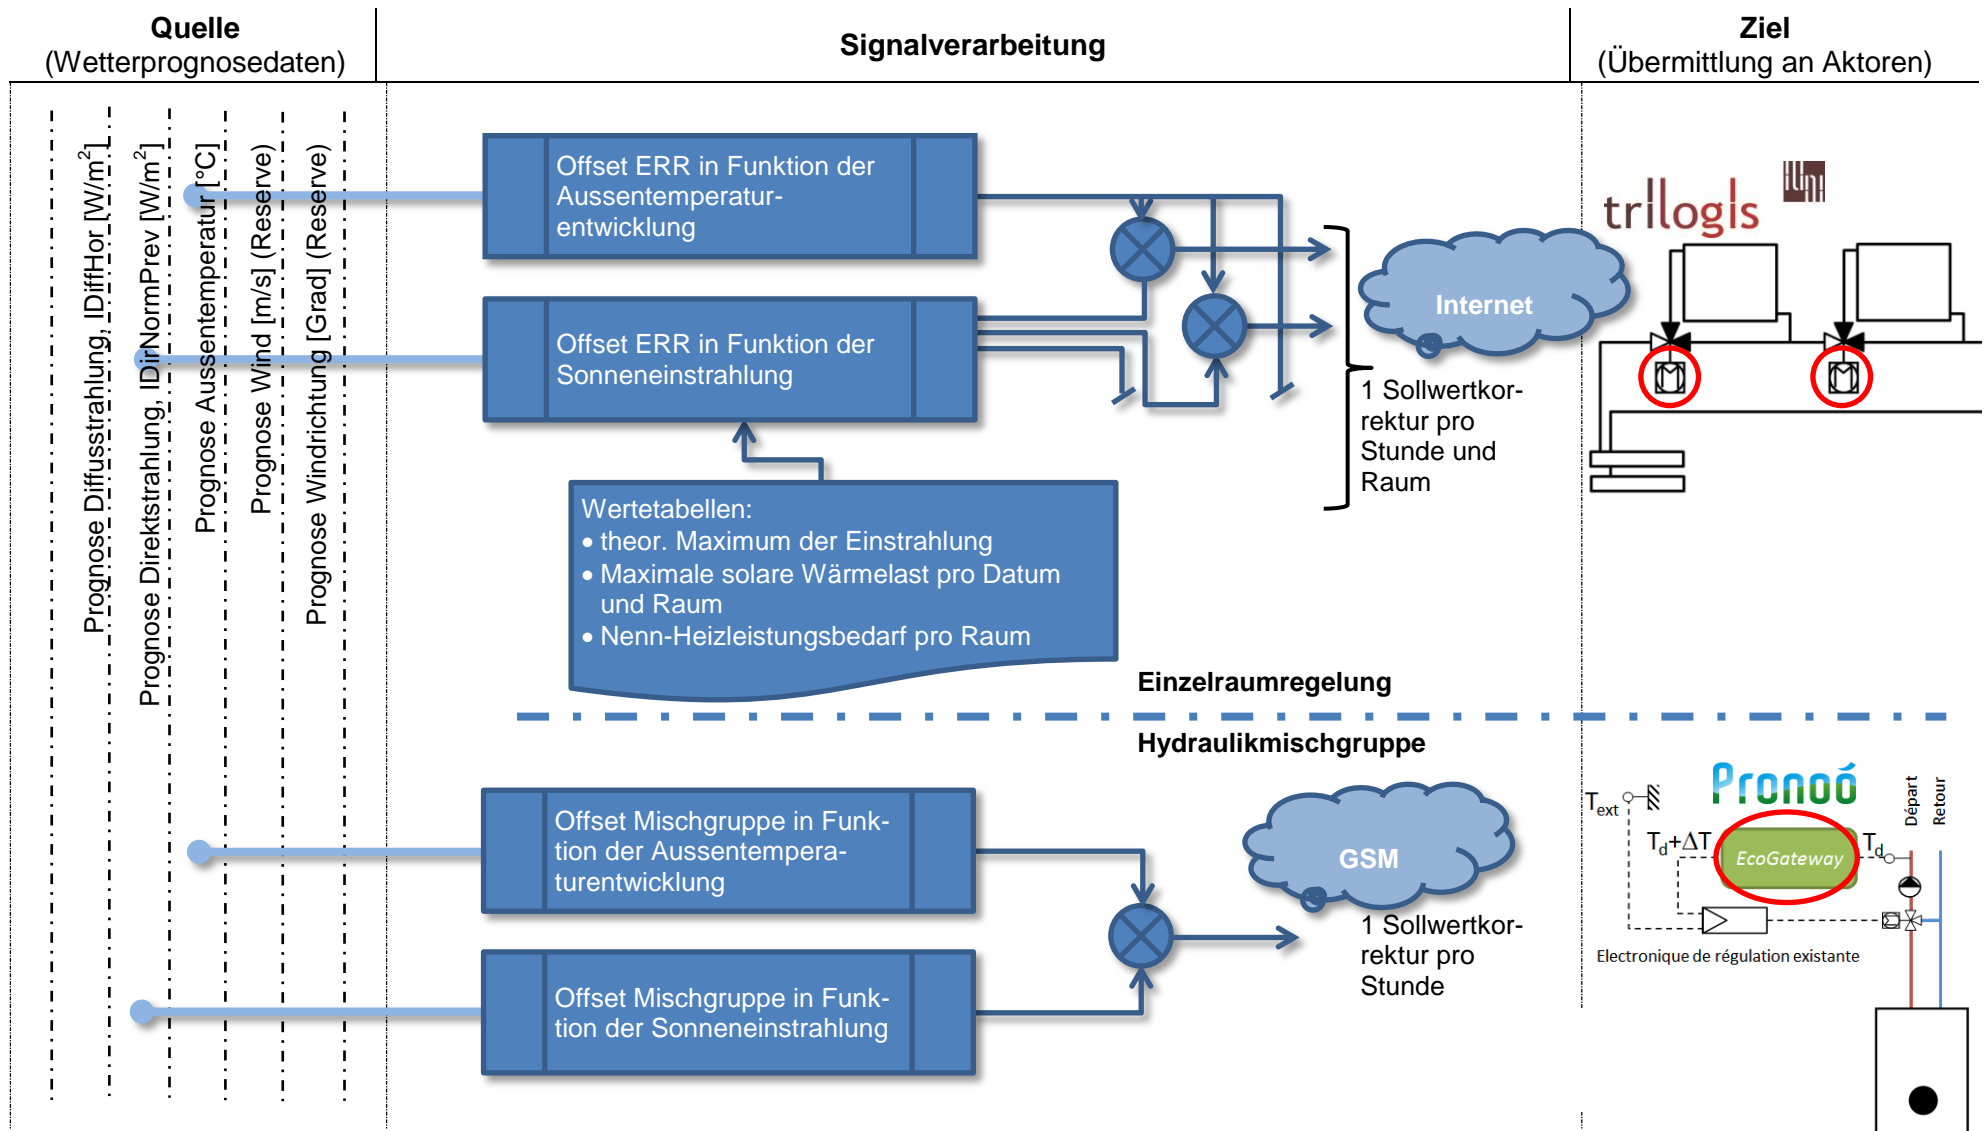 Quelle
(Wetterprognosedaten)
Signalverarbeitung
Ziel
(Übermittlung an Aktoren)
Prognose Diffusstrahlung, IDiffHor [W/m²]
Prognose Direktstrahlung, IDirNormPrev [W/m²]
Prognose Aussentemperatur [°C]
Prognose Wind [m/s] (Reserve)
Prognose Windrichtung [Grad] (Reserve)
Offset ERR in Funktion der
Aussentemperatur-
entwicklung
Offset ERR in Funktion der
Sonneneinstrahlung
Wertetabellen:
• theor. Maximum der Einstrahlung
• Maximale solare Wärmelast pro Datum
und Raum
• Nenn-Heizleistungsbedarf pro Raum
Internet
1 Sollwertkor-
rektur pro
Stunde und
Raum
trilogis
Einzelraumregelung
Hydraulikmischgruppe
Offset Mischgruppe in Funk-
tion der Aussentempera-
turentwicklung
Offset Mischgruppe in Funk-
tion der Sonneneinstrahlung
GSM
1 Sollwertkor-
rektur pro
Stunde
Pronoó
Départ
Retour
T_ext
T_d+ΔT
EcoGateway
T_d
Electronique de régulation existante